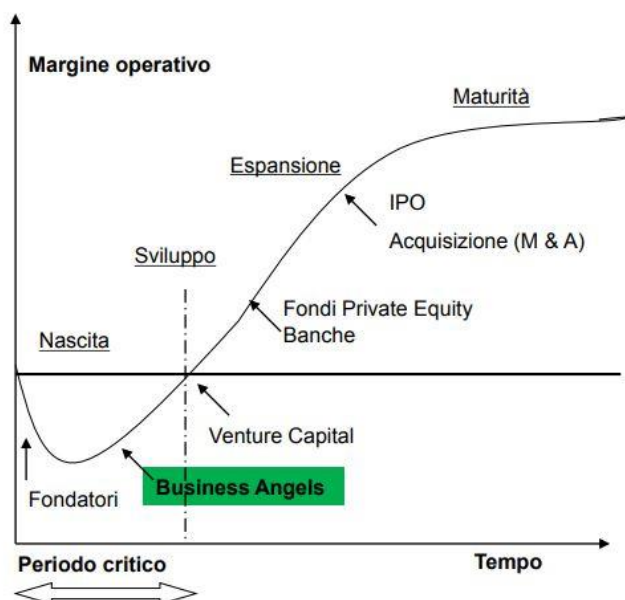 Margine operativo
Maturità
Espansione
IPO
Acquisizione (M & A)
Sviluppo
Fondi Private Equity
Banche
Nascita
Venture Capital
Business Angels
Fondatori
Periodo critico
Tempo